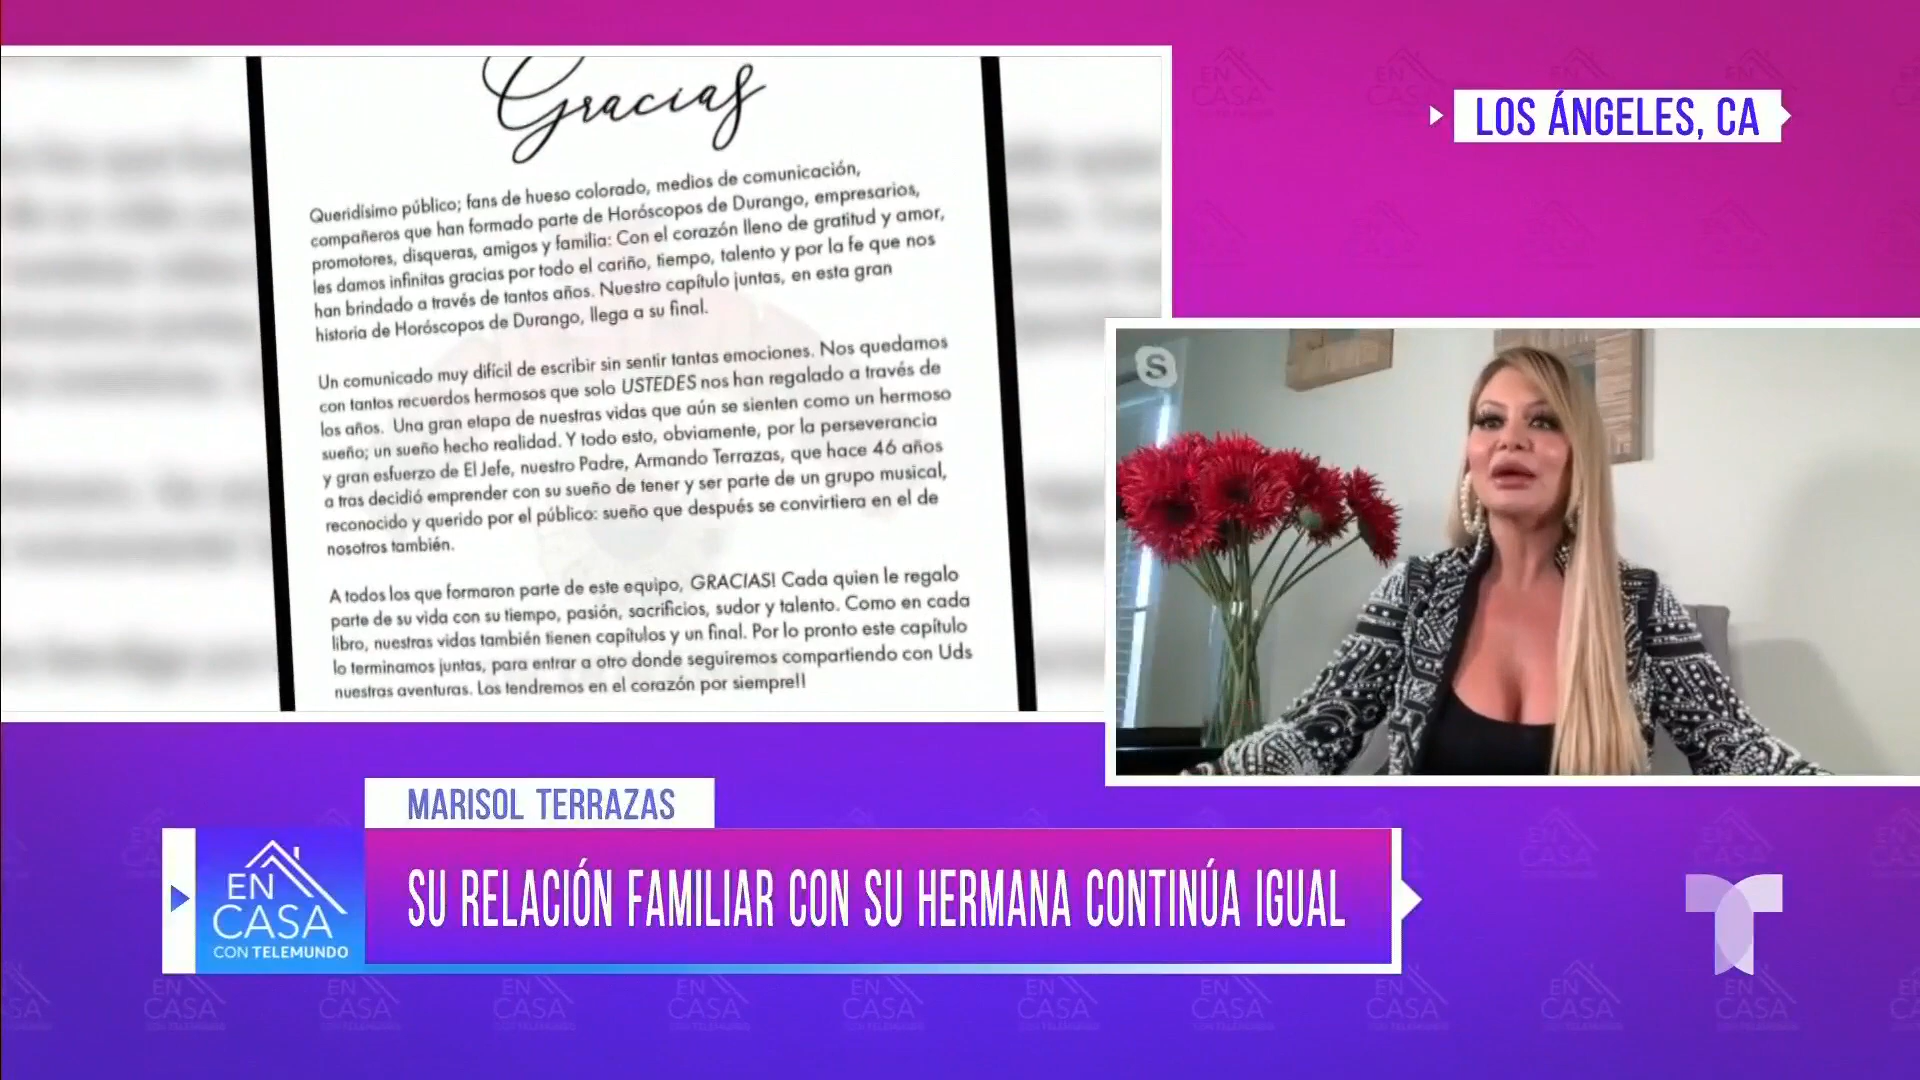 Gracias
Queridísimo público; fans de hueso colorado, medios de comunicación,
compañeros que han formado parte de Horóscopos de Durango, empresarios,
promotores, disqueras, amigos y familia: Con el corazón lleno de gratitud y amor,
les damos infinitas gracias por todo el cariño, tiempo, talento y por la fe que nos
han brindado a través de tantos años. Nuestro capítulo juntas, en esta gran
historia de Horóscopos de Durango, llega a su final.
Un comunicado muy difícil de escribir sin sentir tantas emociones. Nos quedamos
con tantos recuerdos hermosos que solo USTEDES nos han regalado a través de
los años. Una gran etapa de nuestras vidas que aún se sienten como un hermoso
sueño; un sueño hecho realidad. Y todo esto, obviamente, por la perseverancia
y gran esfuerzo de El Jefe, nuestro Padre, Armando Terrazas, que hace 46 años
a tras decidió emprender con su sueño de tener y ser parte de un grupo musical,
reconocido y querido por el público: sueño que después se convirtiera en el de
nosotros también.
A todos los que formaron parte de este equipo, GRACIAS! Cada quien le regalo
parte de su vida con su tiempo, pasión, sacrificios, sudor y talento. Como en cada
libro, nuestras vidas también tienen capítulos y un final. Por lo pronto este capítulo
lo terminamos juntas, para entrar a otro donde seguiremos compartiendo con Uds
nuestras aventuras. Los tendremos en el corazón por siempre!!
LOS ÁNGELES, CA
S
MARISOL TERRAZAS
EN
CASA
CON TELEMUNDO
SU RELACIÓN FAMILIAR CON SU HERMANA CONTINÚA IGUAL